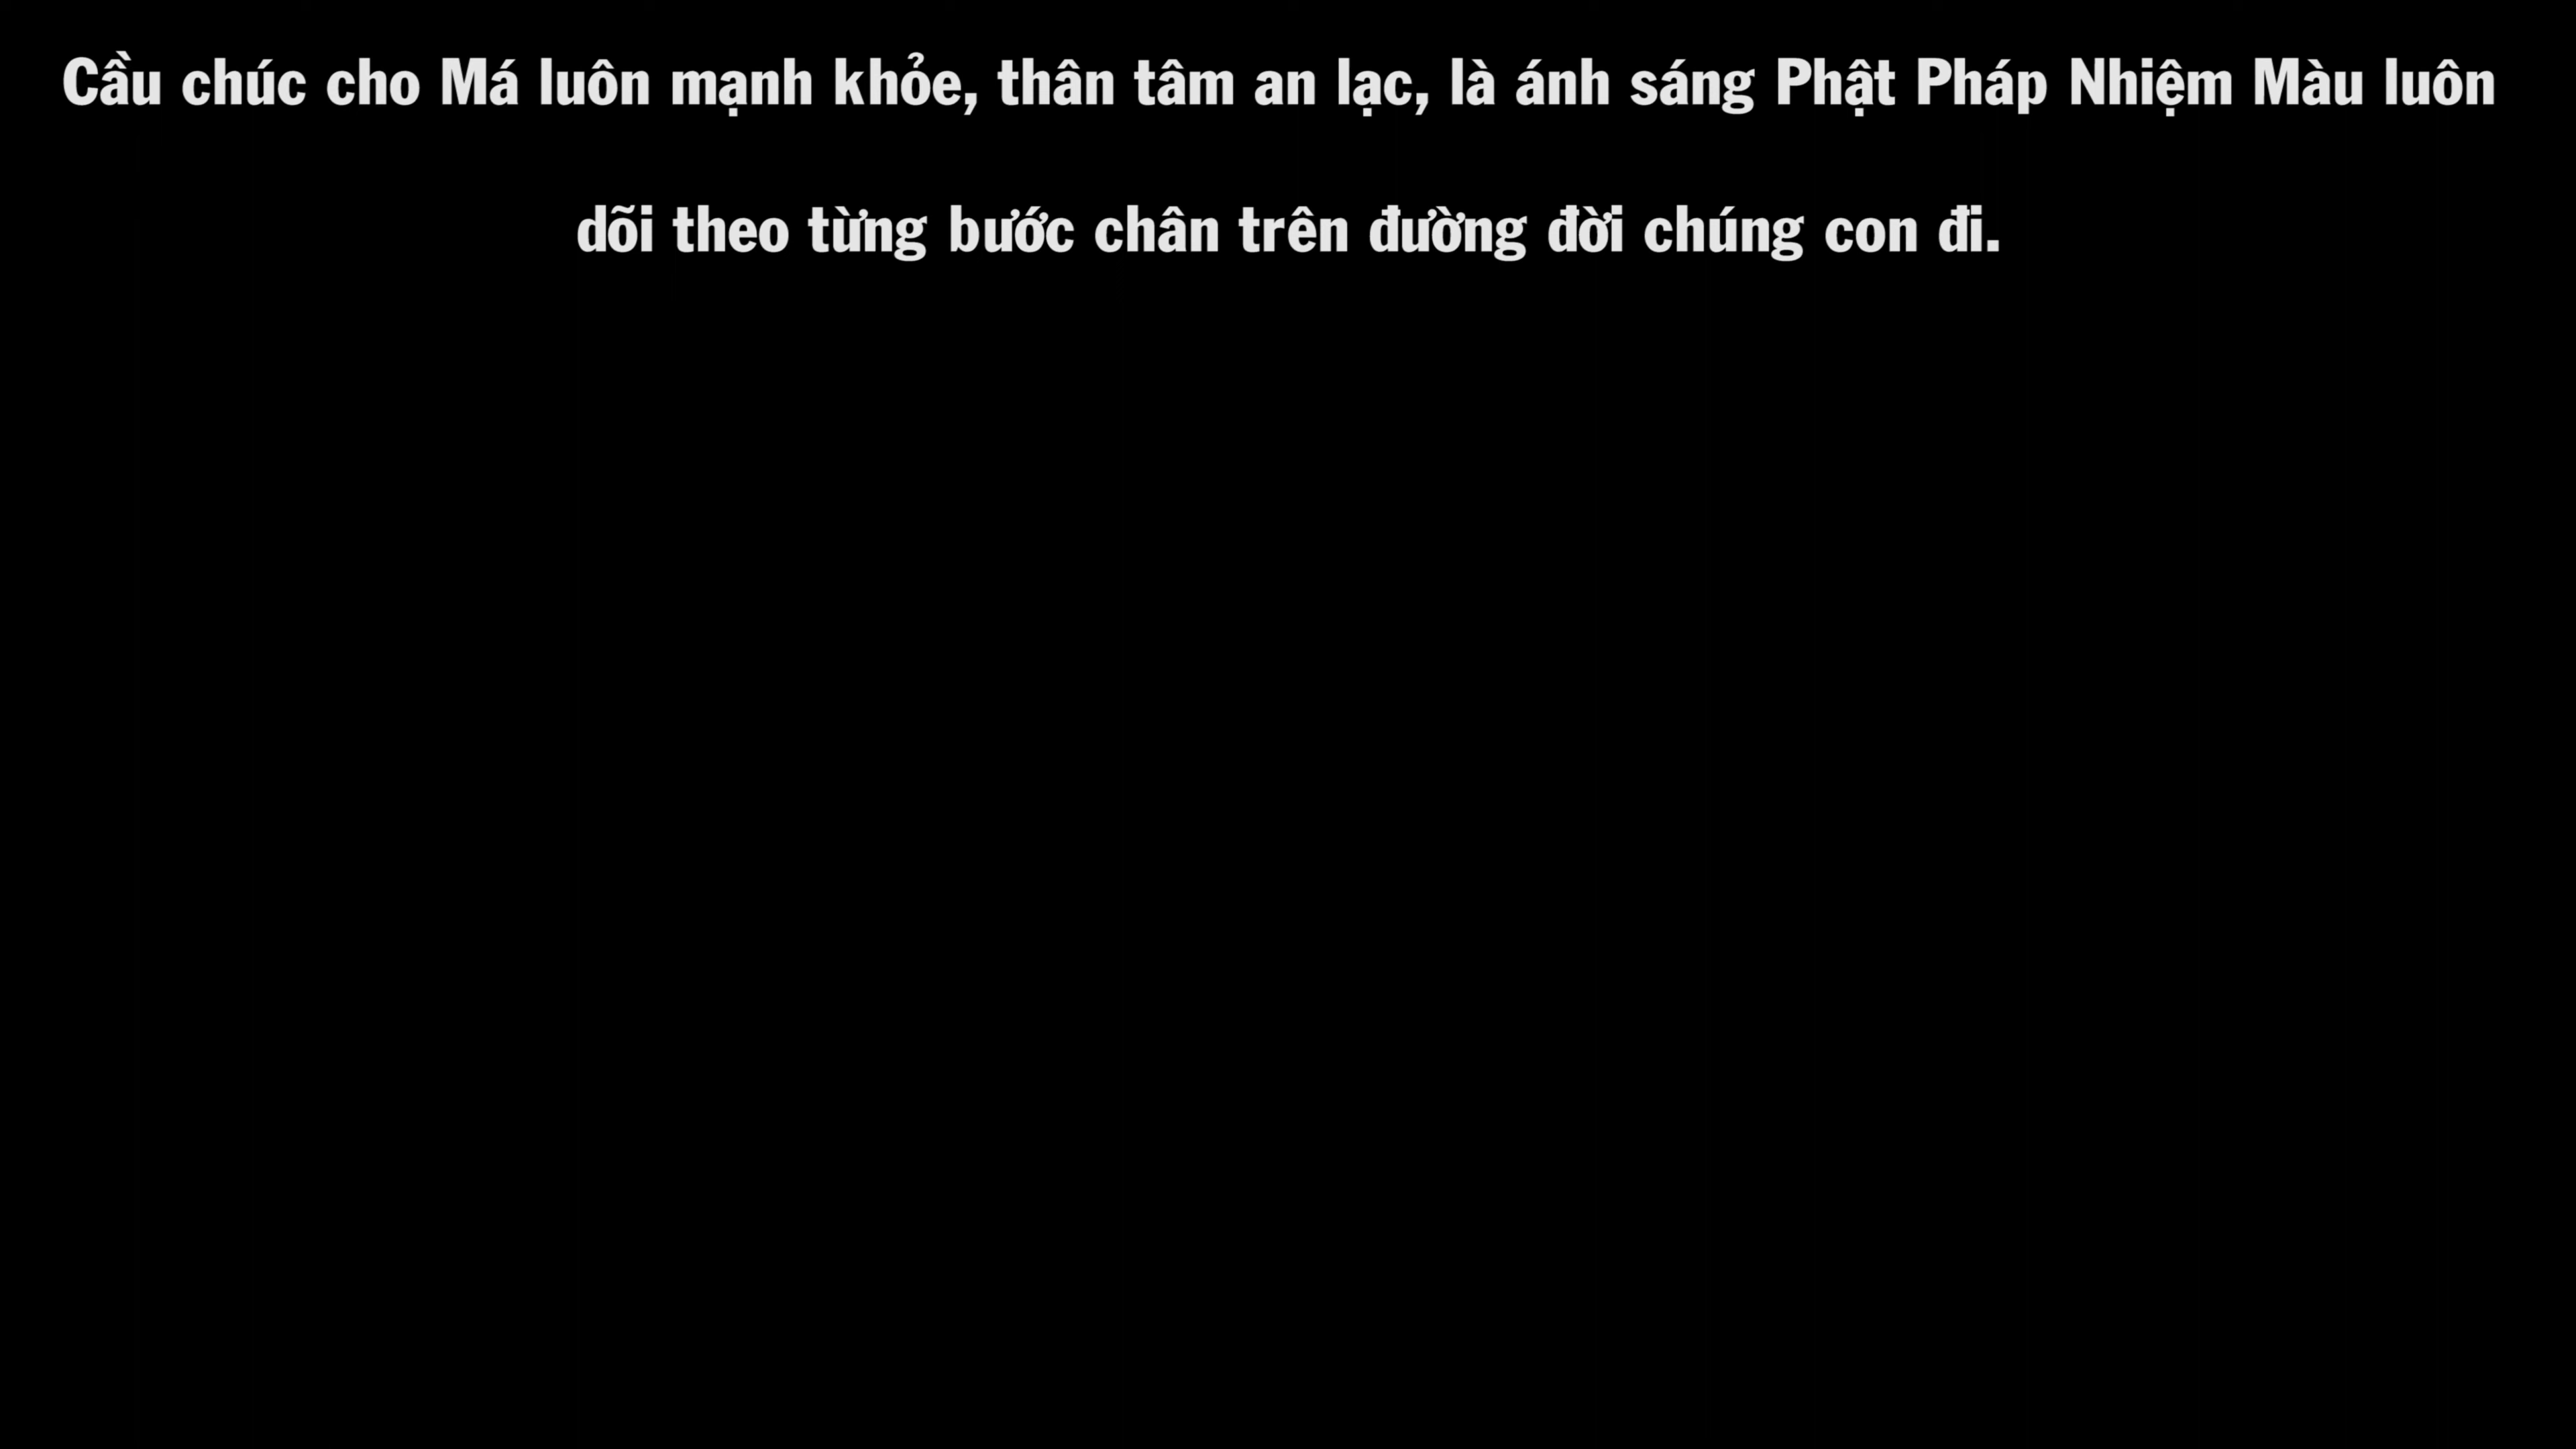 Cầu chúc cho Má luôn mạnh khỏe, thân tâm an lạc, là ánh sáng Phật Pháp Nhiệm Màu luôn
dõi theo từng bước chân trên đường đời chúng con đi.